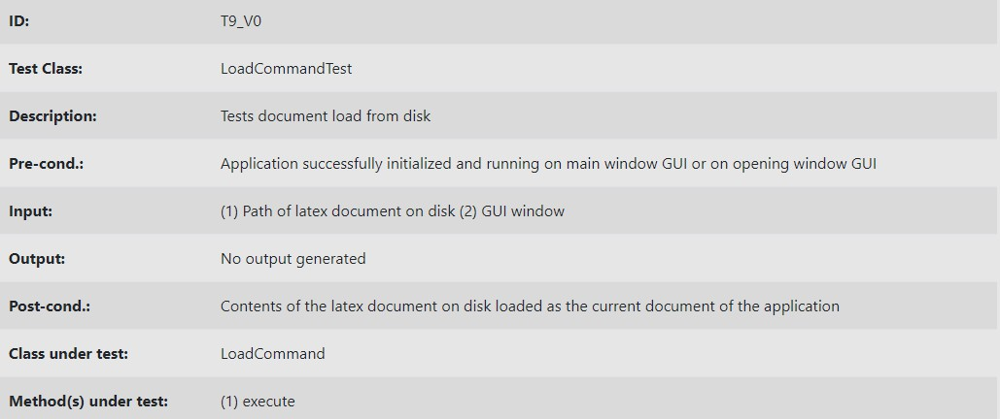 ID: T9_V0
Test Class: LoadCommandTest
Description: Tests document load from disk
Pre-cond.: Application successfully initialized and running on main window GUI or on opening window GUI
Input: (1) Path of latex document on disk (2) GUI window
Output: No output generated
Post-cond.: Contents of the latex document on disk loaded as the current document of the application
Class under test: LoadCommand
Method(s) under test: (1) execute